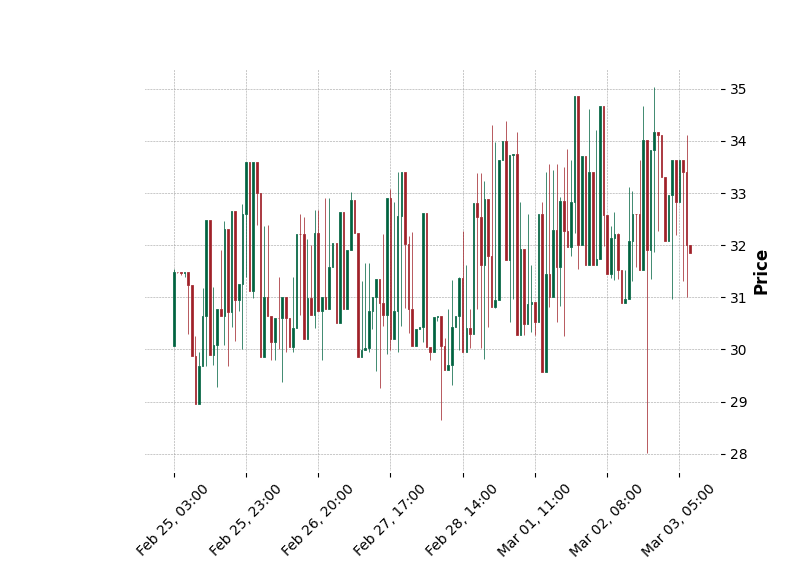 35
34
33
32
31
30
29
28
Price
Feb 25, 03:00
Feb 25, 23:00
Feb 26, 20:00
Feb 27, 17:00
Feb 28, 14:00
Mar 01, 11:00
Mar 02, 08:00
Mar 03, 05:00